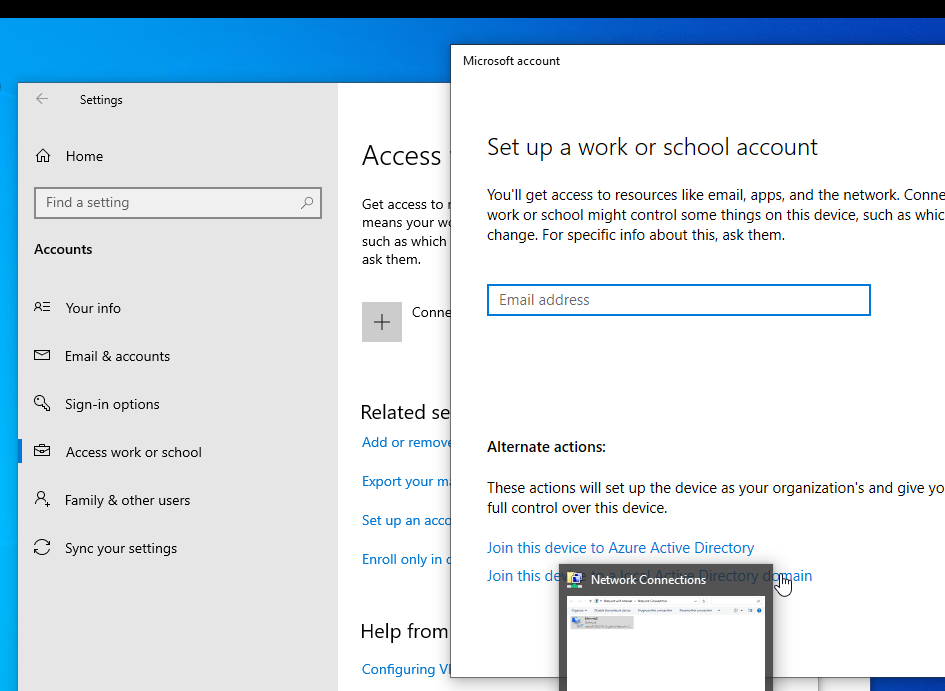 Settings
Home
Find a setting
Accounts
Your info
Email & accounts
Sign-in options
Access work or school
Family & other users
Sync your settings
Access
Get access to
means your
such as which
ask them.
Conne
Related se
Add or remove
Export your
Set up an acco
Enroll only in
Help from
Configuring
Microsoft account
Set up a work or school account
You'll get access to resources like email, apps, and the network. Conne
work or school might control some things on this device, such as whic
change. For specific info about this, ask them.
Email address
Alternate actions:
These actions will set up the device as your organization's and give yo
full control over this device.
Join this device to Azure Active Directory
Join this device to a local Active Directory domain
Network Connections